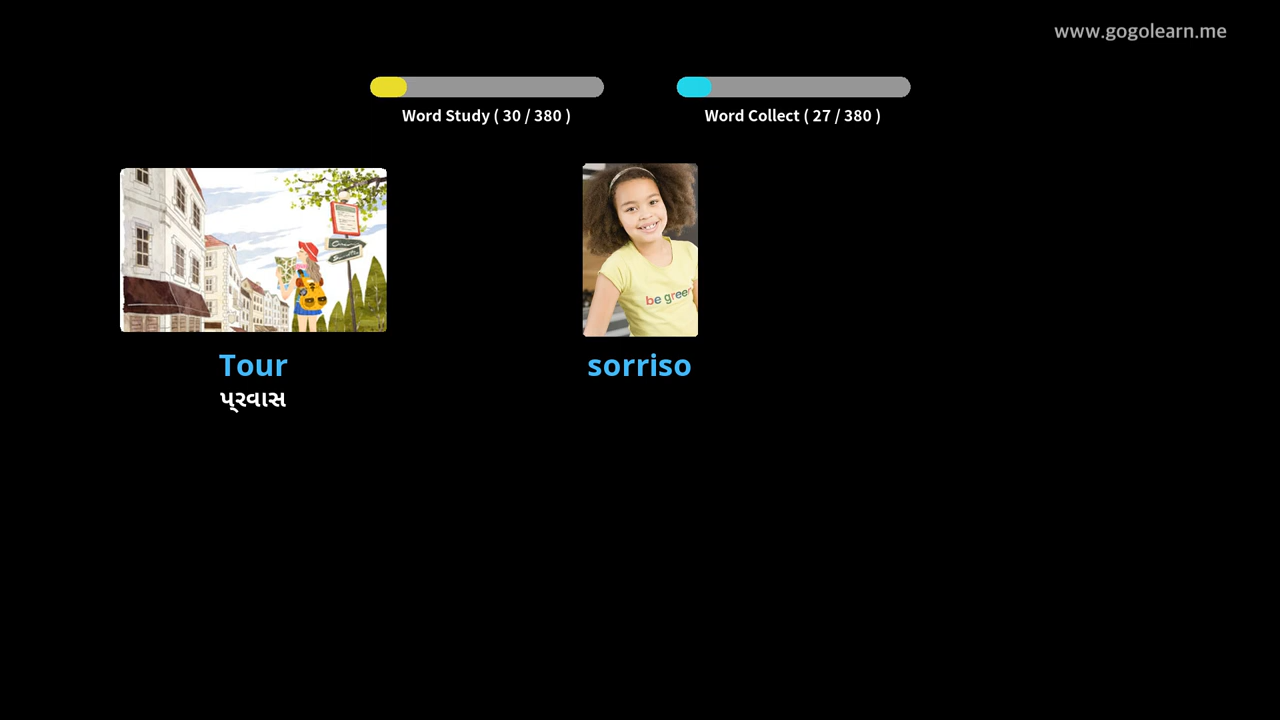 www.gogolearn.me
Word Study ( 30 / 380 )
Word Collect ( 27 / 380 )
be green
Tour
sorriso
પ્રવાસ